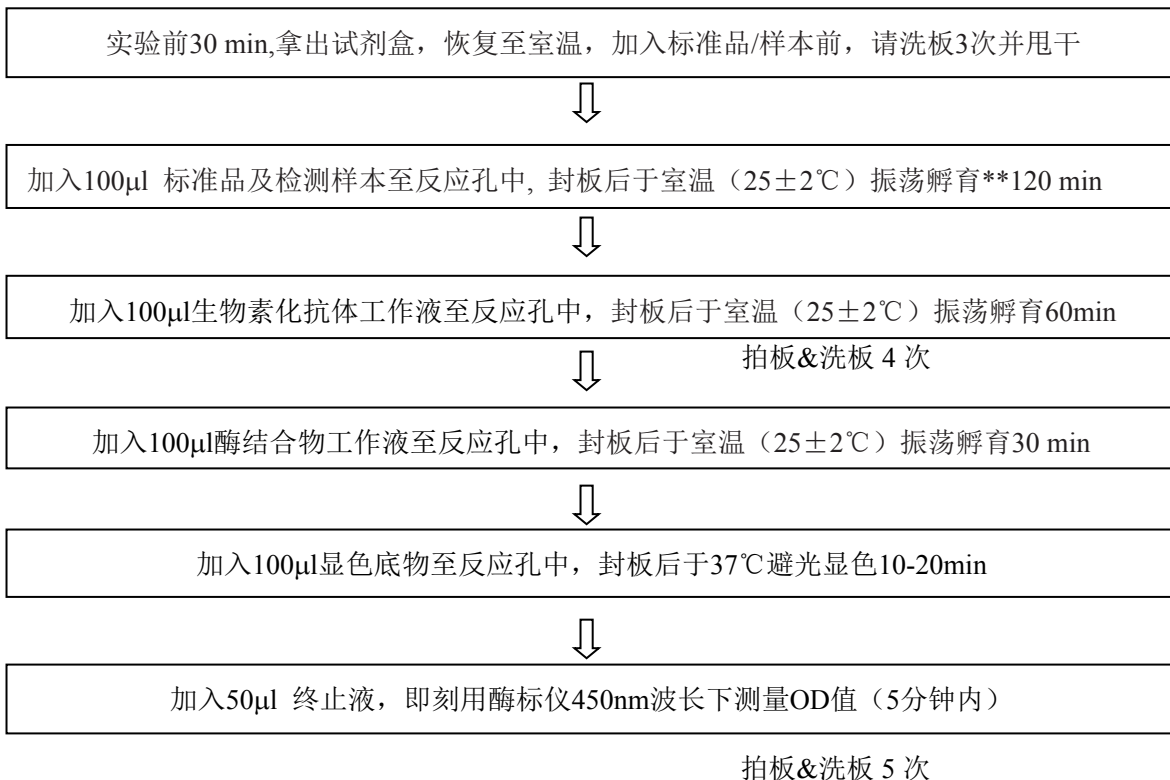 实验前30 min,拿出试剂盒，恢复至室温，加入标准品/样本前，请洗板3次并甩干
加入100μl 标准品及检测样本至反应孔中, 封板后于室温（25±2℃）振荡孵育**120 min
加入100μl生物素化抗体工作液至反应孔中，封板后于室温（25±2℃）振荡孵育60min
拍板&洗板 4 次
加入100μl酶结合物工作液至反应孔中，封板后于室温（25±2℃）振荡孵育30 min
加入100μl显色底物至反应孔中，封板后于37℃避光显色10-20min
加入50μl 终止液，即刻用酶标仪450nm波长下测量OD值（5分钟内）
拍板&洗板 5 次